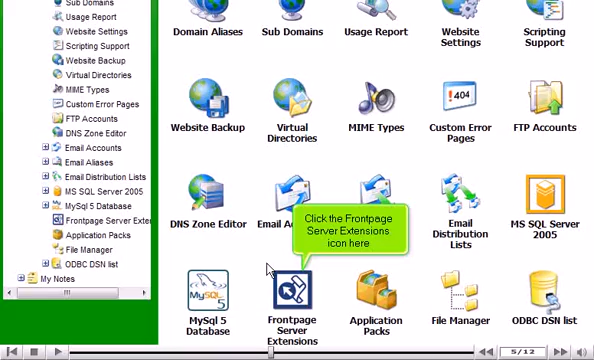 Sub Domains
Usage Report
Website Settings
Scripting Support
Website Backup
Virtual Directories
MIME Types
Custom Error Pages
FTP Accounts
DNS Zone Editor
Email Accounts
Email Aliases
Email Distribution Lists
MS SQL Server 2005
MySql 5 Database
Frontpage Server Exten
Application Packs
File Manager
ODBC DSN list
My Notes
Domain Aliases
Sub Domains
Usage Report
Website
Settings
Scripting
Support
Website Backup
Virtual
Directories
MIME Types
404
Custom Error
Pages
FTP Accounts
DNS Zone Editor
Email Ac
Click the Frontpage
Server Extensions
icon here
Email
Distribution
Lists
MS SQL Server
2005
MySQL
5
MySql 5
Database
Frontpage
Server
Extensions
Application
Packs
File Manager
ODBC DSN list
5/12